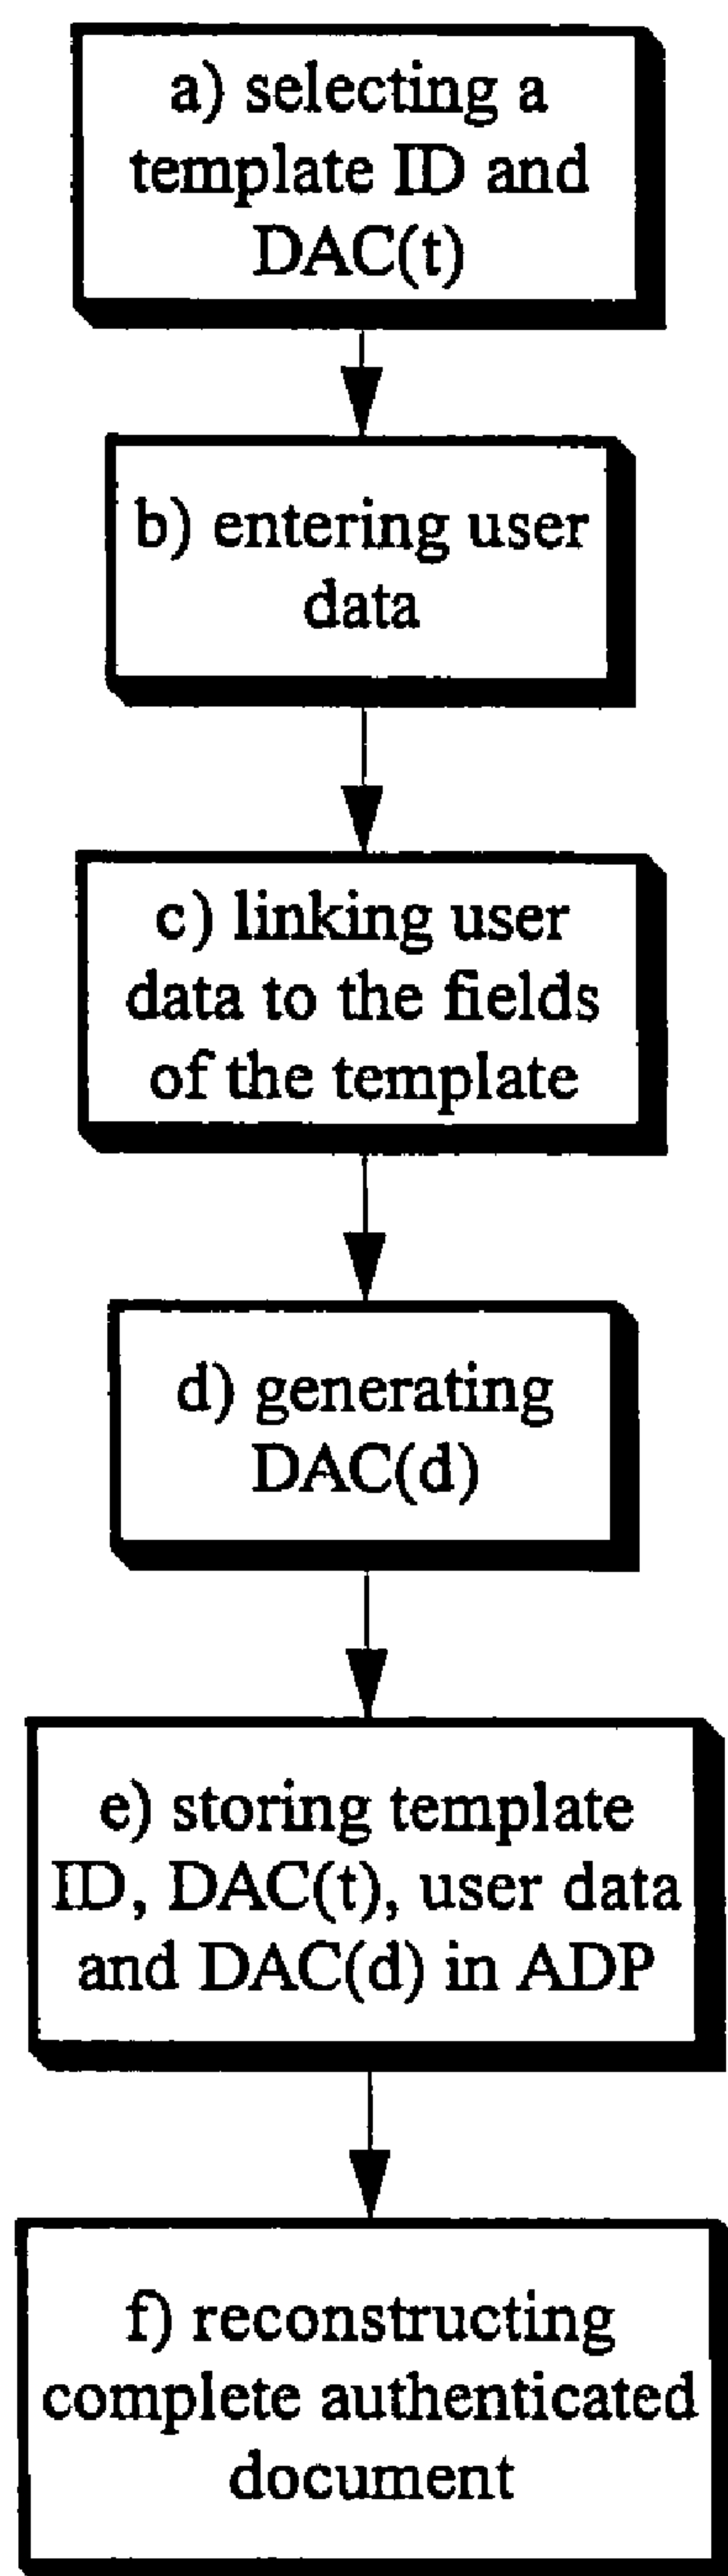 a) selecting a
template ID and
DAC(t)
b) entering user
data
c) linking user
data to the fields
of the template
d) generating
DAC(d)
e) storing template
ID, DAC(t), user data
and DAC(d) in ADP
f) reconstructing
complete authenticated
document